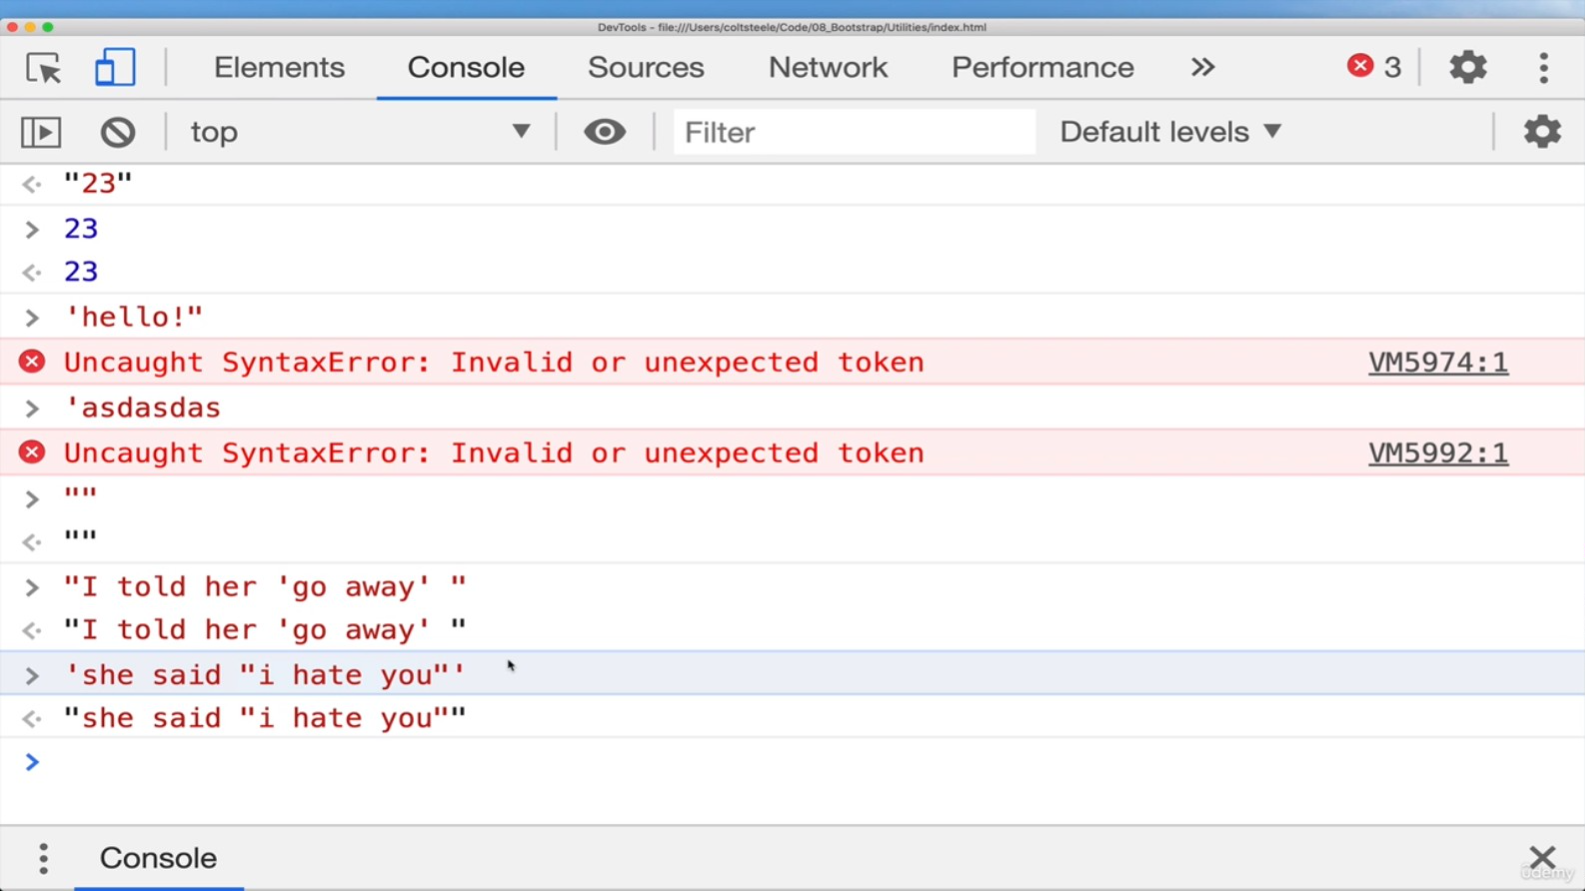 DevTools - file:///Users/coltsteele/Code/08_Bootstrap/Utilities/index.html
Elements Console Sources Network Performance » 3
top Filter Default levels
"23"
23
23
'hello!"
Uncaught SyntaxError: Invalid or unexpected token VM5974:1
'asdasdas
Uncaught SyntaxError: Invalid or unexpected token VM5992:1
""
""
"I told her 'go away' "
"I told her 'go away' "
'she said "i hate you"'
"she said "i hate you""
Console
udemy